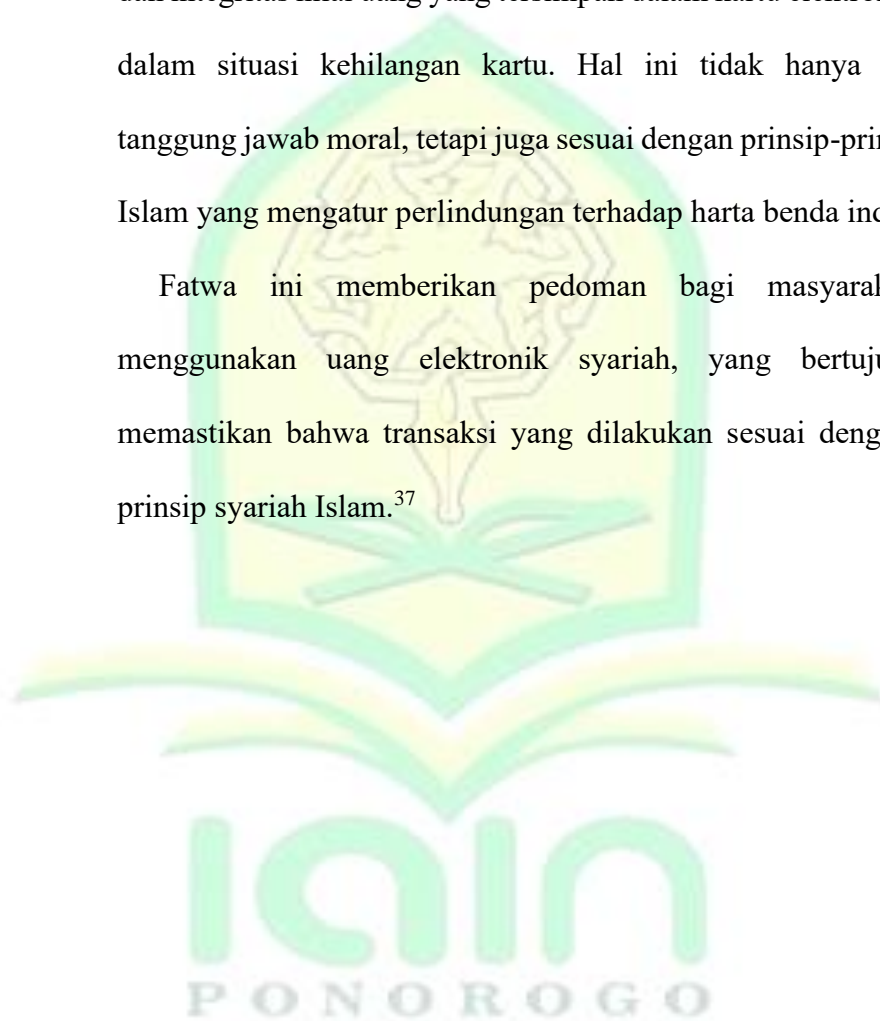 dalam situasi kehilangan kartu. Hal ini tidak hanya
tanggung jawab moral, tetapi juga sesuai dengan prinsip-prin
Islam yang mengatur perlindungan terhadap harta benda ind
Fatwa ini memberikan pedoman bagi masyarak
menggunakan uang elektronik syariah, yang bertuju
memastikan bahwa transaksi yang dilakukan sesuai deng
prinsip syariah Islam.³⁷
iain
PONOROGO